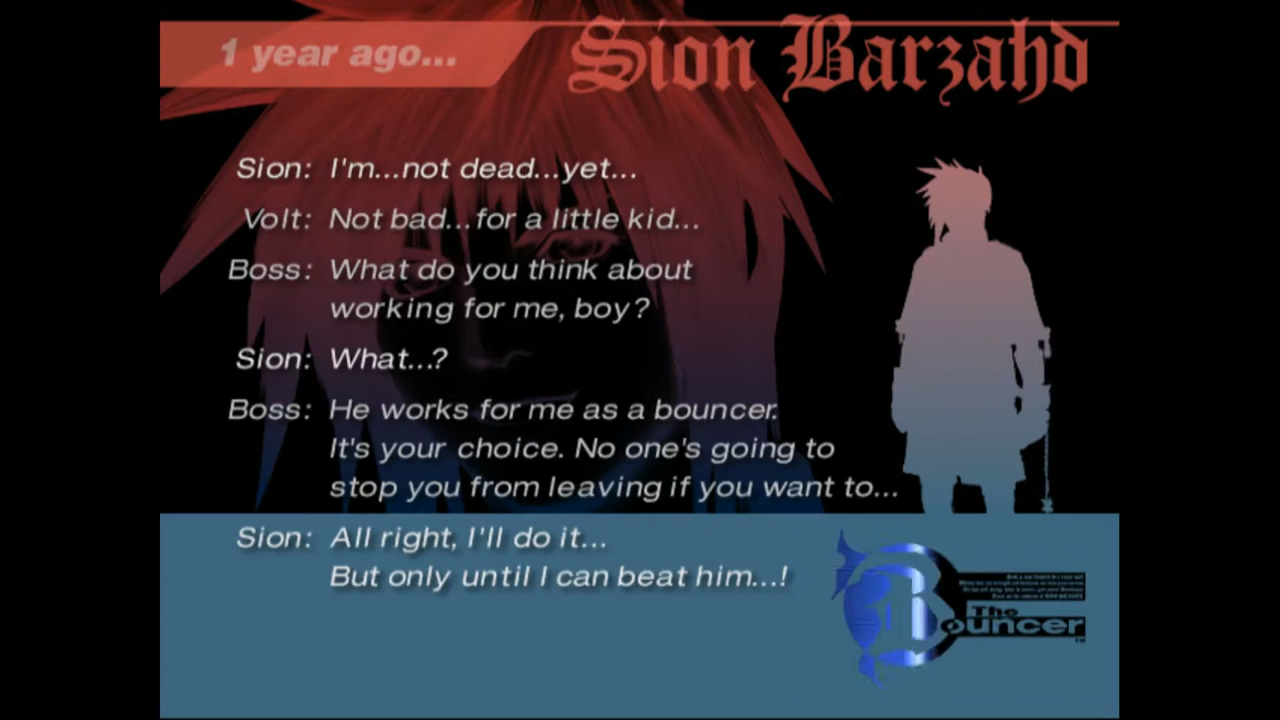 1 year ago...
Sion Barzahd
Sion: I'm...not dead...yet...
Volt: Not bad...for a little kid...
Boss: What do you think about
working for me, boy?
Sion: What...?
Boss: He works for me as a bouncer.
It's your choice. No one's going to
stop you from leaving if you want to...
Sion: All right, I'll do it...
But only until I can beat him...!
The
Bouncer
TM